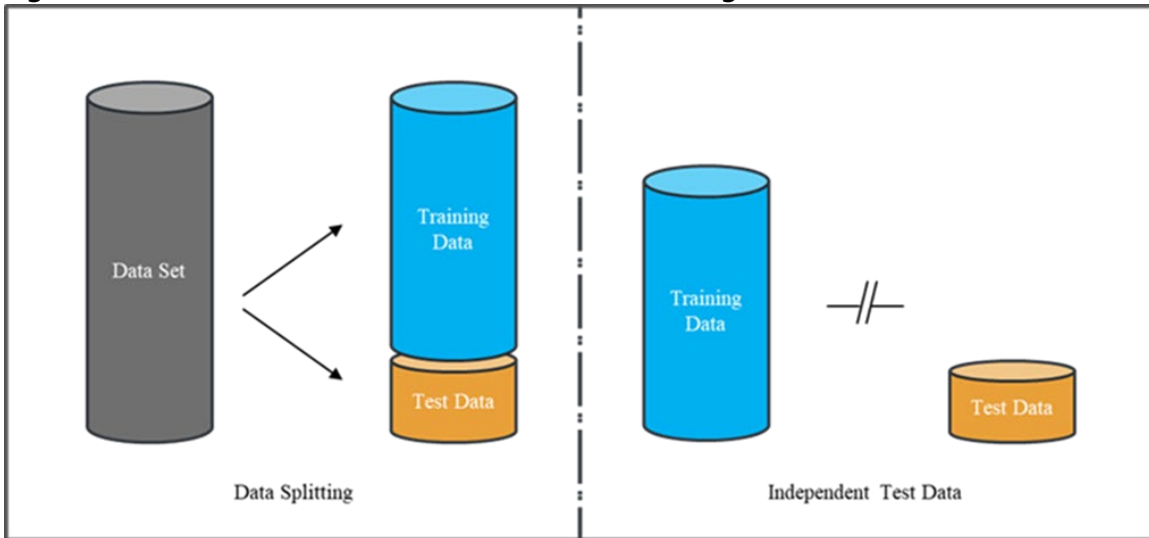 Data Set
Training
Data
Test Data
Data Splitting
Training
Data
Test Data
Independent Test Data